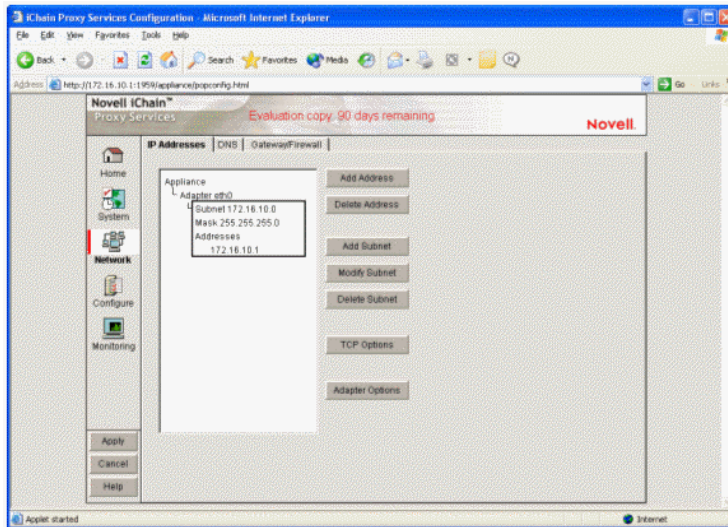 iChain Proxy Services Configuration - Microsoft Internet Explorer
File Edit View Favorites Tools Help
Back Search Favorites Media
Address http://172.16.10.1:1959/appliance/popconfig.html Go Links
Novell iChain™
Proxy Services
Evaluation copy: 90 days remaining
Novell.
IP Addresses DNS Gateway/Firewall
Home
System
Network
Configure
Monitoring
Appliance
Adapter eth0
Subnet 172.16.10.0
Mask 255.255.255.0
Addresses
172.16.10.1
Add Address
Delete Address
Add Subnet
Modify Subnet
Delete Subnet
TCP Options
Adapter Options
Apply
Cancel
Help
Applet started Internet